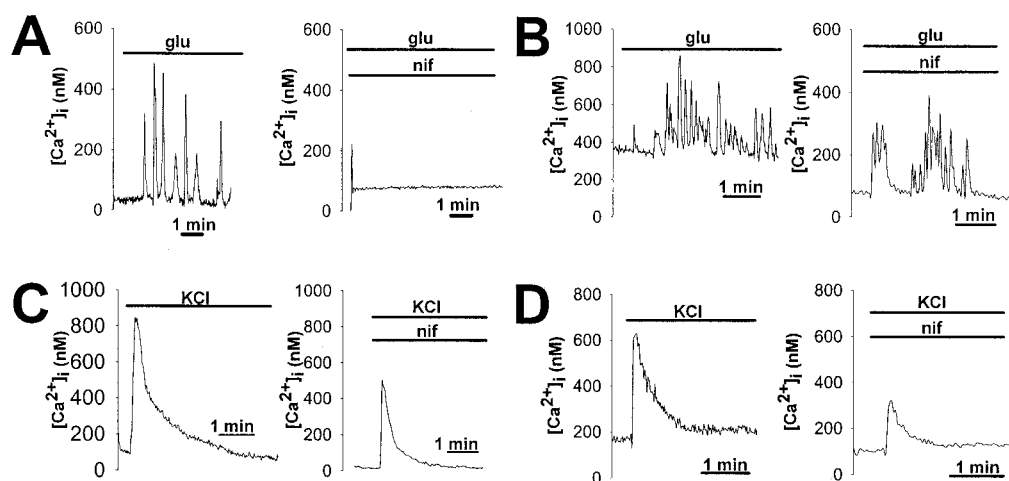 A
600
400
200
0
[Ca2+]i (nM)
glu
1 min
600
400
200
0
[Ca2+]i (nM)
glu
nif
1 min
B
1000
800
600
400
200
0
[Ca2+]i (nM)
glu
1 min
600
400
200
0
[Ca2+]i (nM)
glu
nif
1 min
C
1000
800
600
400
200
0
[Ca2+]i (nM)
KCl
1 min
1000
800
600
400
200
0
[Ca2+]i (nM)
KCl
nif
1 min
D
800
600
400
200
0
[Ca2+]i (nM)
KCl
1 min
800
600
400
200
0
[Ca2+]i (nM)
KCl
nif
1 min